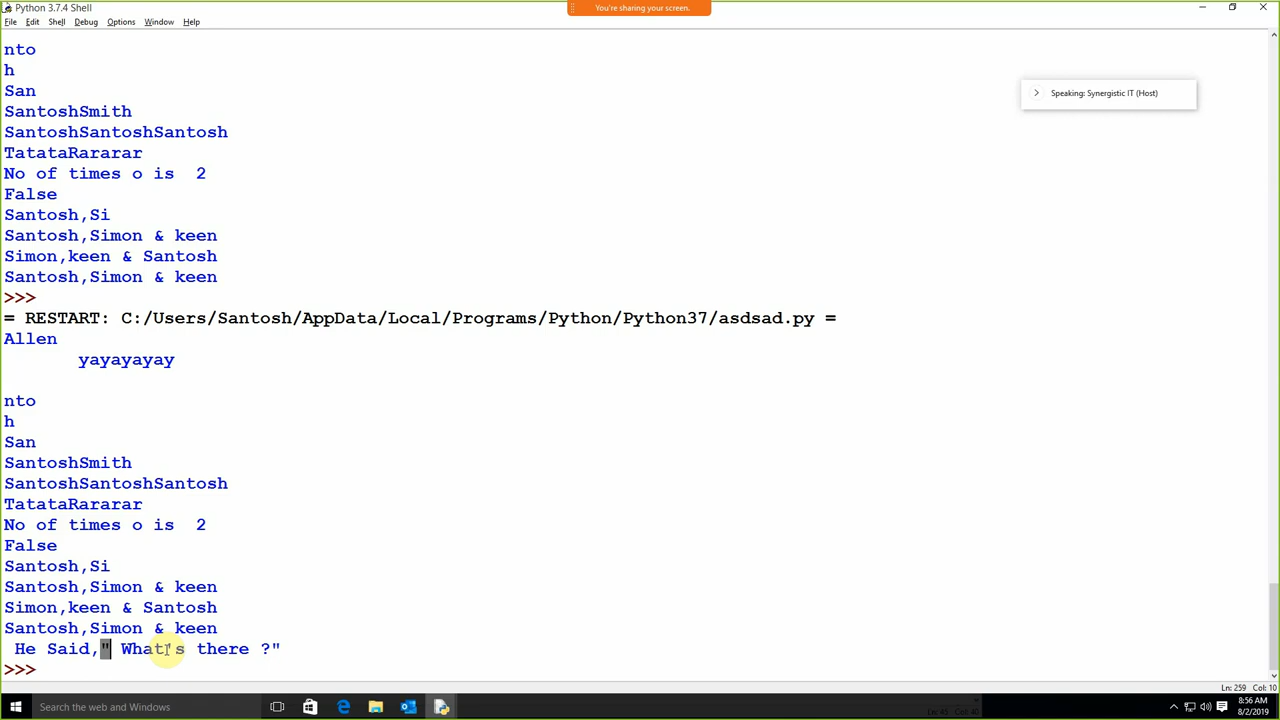 Python 3.7.4 Shell
You're sharing your screen.
File Edit Shell Debug Options Window Help
Speaking: Synergistic IT (Host)
nto
h
San
SantoshSmith
SantoshSantoshSantosh
TatataRararar
No of times o is  2
False
Santosh,Si
Santosh,Simon & keen
Simon,keen & Santosh
Santosh,Simon & keen
>>>
= RESTART: C:/Users/Santosh/AppData/Local/Programs/Python/Python37/asdsad.py =
Allen
       yayayayay
nto
h
San
SantoshSmith
SantoshSantoshSantosh
TatataRararar
No of times o is  2
False
Santosh,Si
Santosh,Simon & keen
Simon,keen & Santosh
Santosh,Simon & keen
 He Said," What's there ?"
>>>
Ln: 259 Col: 10
Search the web and Windows
Ln: 45 Col: 40
8:56 AM
8/2/2019